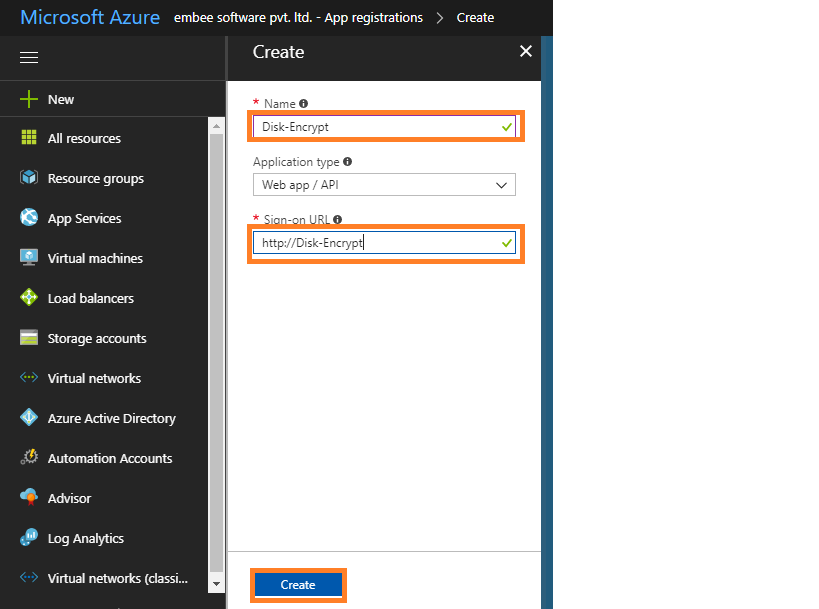 Microsoft Azure embee software pvt. ltd. - App registrations > Create
Create
New
All resources
Resource groups
App Services
Virtual machines
Load balancers
Storage accounts
Virtual networks
Azure Active Directory
Automation Accounts
Advisor
Log Analytics
Virtual networks (classi...
* Name
Disk-Encrypt
Application type
Web app / API
* Sign-on URL
http://Disk-Encrypt
Create